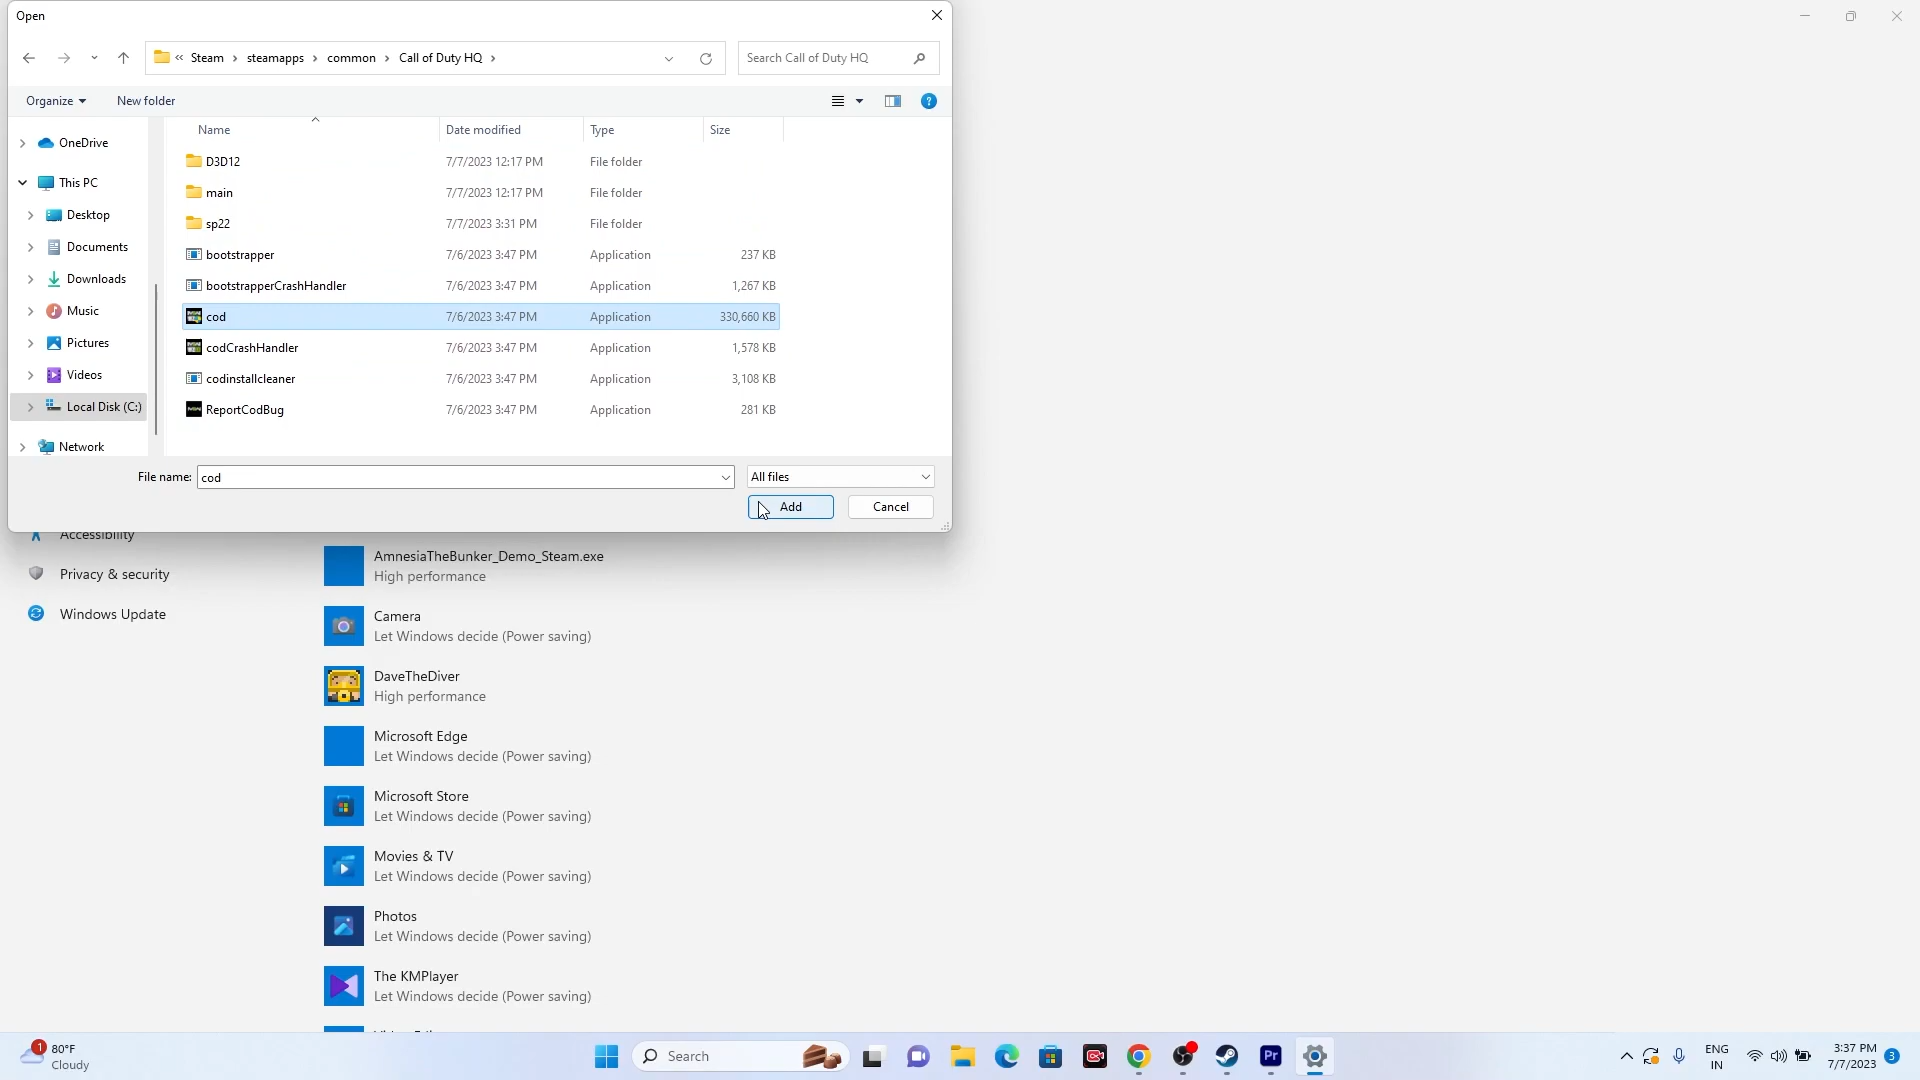 Open
« Steam › steamapps › common › Call of Duty HQ ›
Search Call of Duty HQ
Organize
New folder
Name Date modified Type Size
OneDrive
This PC
Desktop
Documents
Downloads
Music
Pictures
Videos
Local Disk (C:)
Network
D3D12 7/7/2023 12:17 PM File folder
main 7/7/2023 12:17 PM File folder
sp22 7/7/2023 3:31 PM File folder
bootstrapper 7/6/2023 3:47 PM Application 237 KB
bootstrapperCrashHandler 7/6/2023 3:47 PM Application 1,267 KB
cod 7/6/2023 3:47 PM Application 330,660 KB
codCrashHandler 7/6/2023 3:47 PM Application 1,578 KB
codinstallcleaner 7/6/2023 3:47 PM Application 3,108 KB
ReportCodBug 7/6/2023 3:47 PM Application 281 KB
File name: cod
All files
Add
Cancel
Accessibility
Privacy & security
Windows Update
AmnesiaTheBunker_Demo_Steam.exe
High performance
Camera
Let Windows decide (Power saving)
DaveTheDiver
High performance
Microsoft Edge
Let Windows decide (Power saving)
Microsoft Store
Let Windows decide (Power saving)
Movies & TV
Let Windows decide (Power saving)
Photos
Let Windows decide (Power saving)
The KMPlayer
Let Windows decide (Power saving)
1
80°F
Cloudy
Search
Pr
ENG
IN
3:37 PM
7/7/2023
3